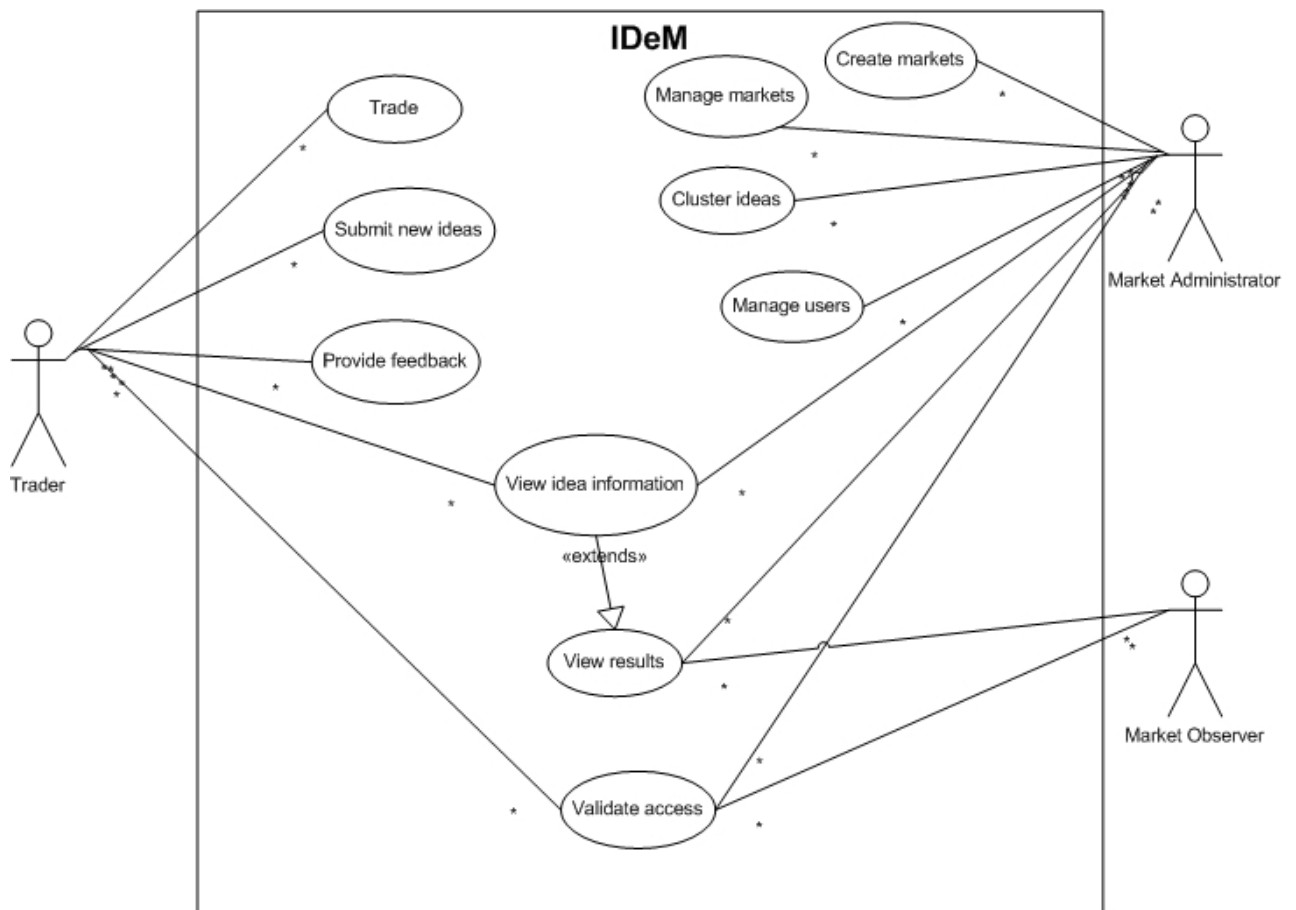 IDeM
Create markets
Manage markets
Trade
*
*
*
Cluster ideas
*
*
*
*
*
*
*
Submit new ideas
*
*
Market Administrator
Manage users
*
Provide feedback
*
*
*
*
*
*
*
Trader
View idea information
*
*
«extends»
*
View results
*
*
*
Market Observer
*
Validate access
*
*